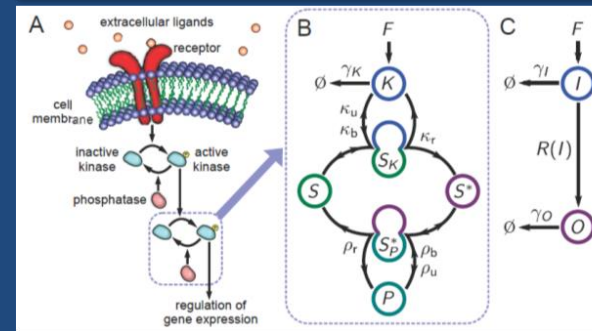 A
extracellular ligands
receptor
cell
membrane
inactive
kinase
active
kinase
phosphatase
regulation of
gene expression
B
F
Ø
γK
K
κu
κb
κr
SK
S
S*
S*P
ρr
ρb
ρu
P
C
F
Ø
γI
I
R(I)
Ø
γO
O